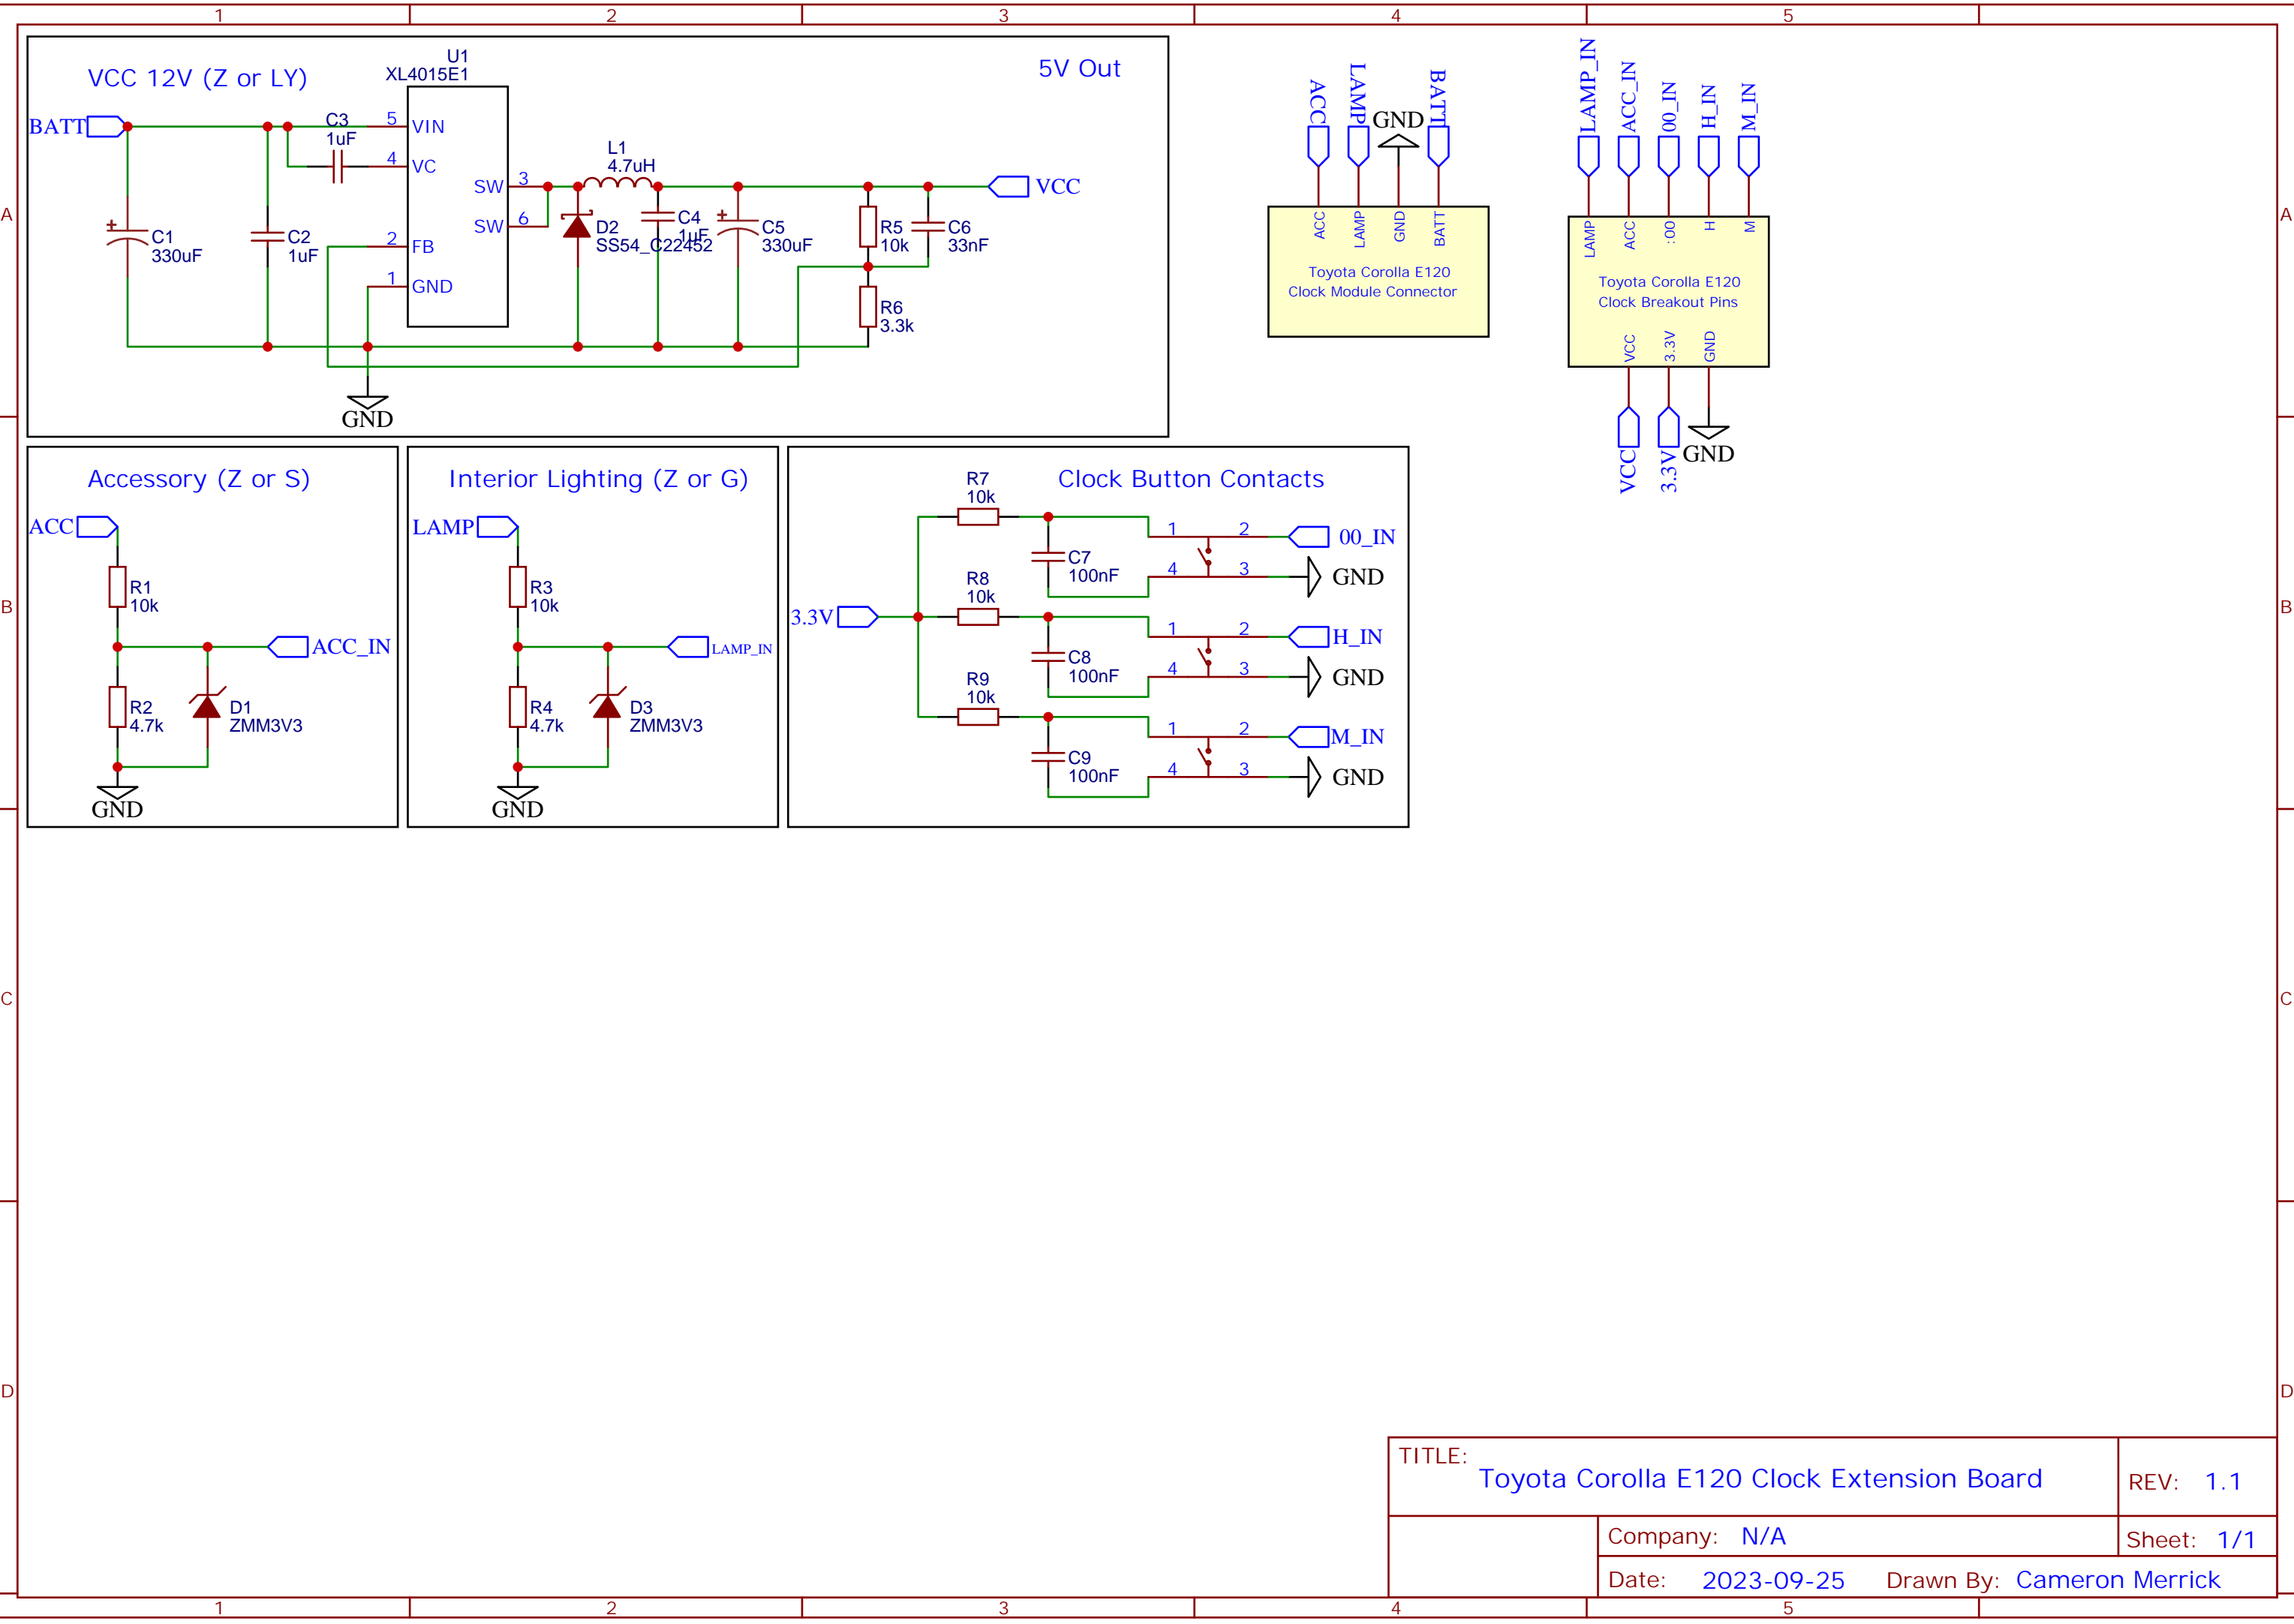 1 2 3 4 5
VCC 12V (Z or LY)
5V Out
U1
XL4015E1
BATT
C3
1uF
5 VIN
4 VC
2 FB
1 GND
SW 3
SW 6
C1
330uF
C2
1uF
L1
4.7uH
D2
SS54_C22452
C4
1uF
C5
330uF
R5
10k
C6
33nF
R6
3.3k
VCC
GND
ACC
LAMP
GND
BATT
ACC
LAMP
GND
BATT
Toyota Corolla E120
Clock Module Connector
LAMP_IN
ACC_IN
00_IN
H_IN
M_IN
LAMP
ACC
:00
H
M
Toyota Corolla E120
Clock Breakout Pins
VCC
3.3V
GND
VCC
3.3V
GND
A A
Accessory (Z or S)
ACC
R1
10k
ACC_IN
R2
4.7k
D1
ZMM3V3
GND
Interior Lighting (Z or G)
LAMP
R3
10k
LAMP_IN
R4
4.7k
D3
ZMM3V3
GND
Clock Button Contacts
3.3V
R7
10k
C7
100nF
1 2
4 3
00_IN
GND
R8
10k
C8
100nF
1 2
4 3
H_IN
GND
R9
10k
C9
100nF
1 2
4 3
M_IN
GND
B B
C C
D D
TITLE:
Toyota Corolla E120 Clock Extension Board
REV: 1.1
Company: N/A
Sheet: 1/1
Date: 2023-09-25 Drawn By: Cameron Merrick
1 2 3 4 5